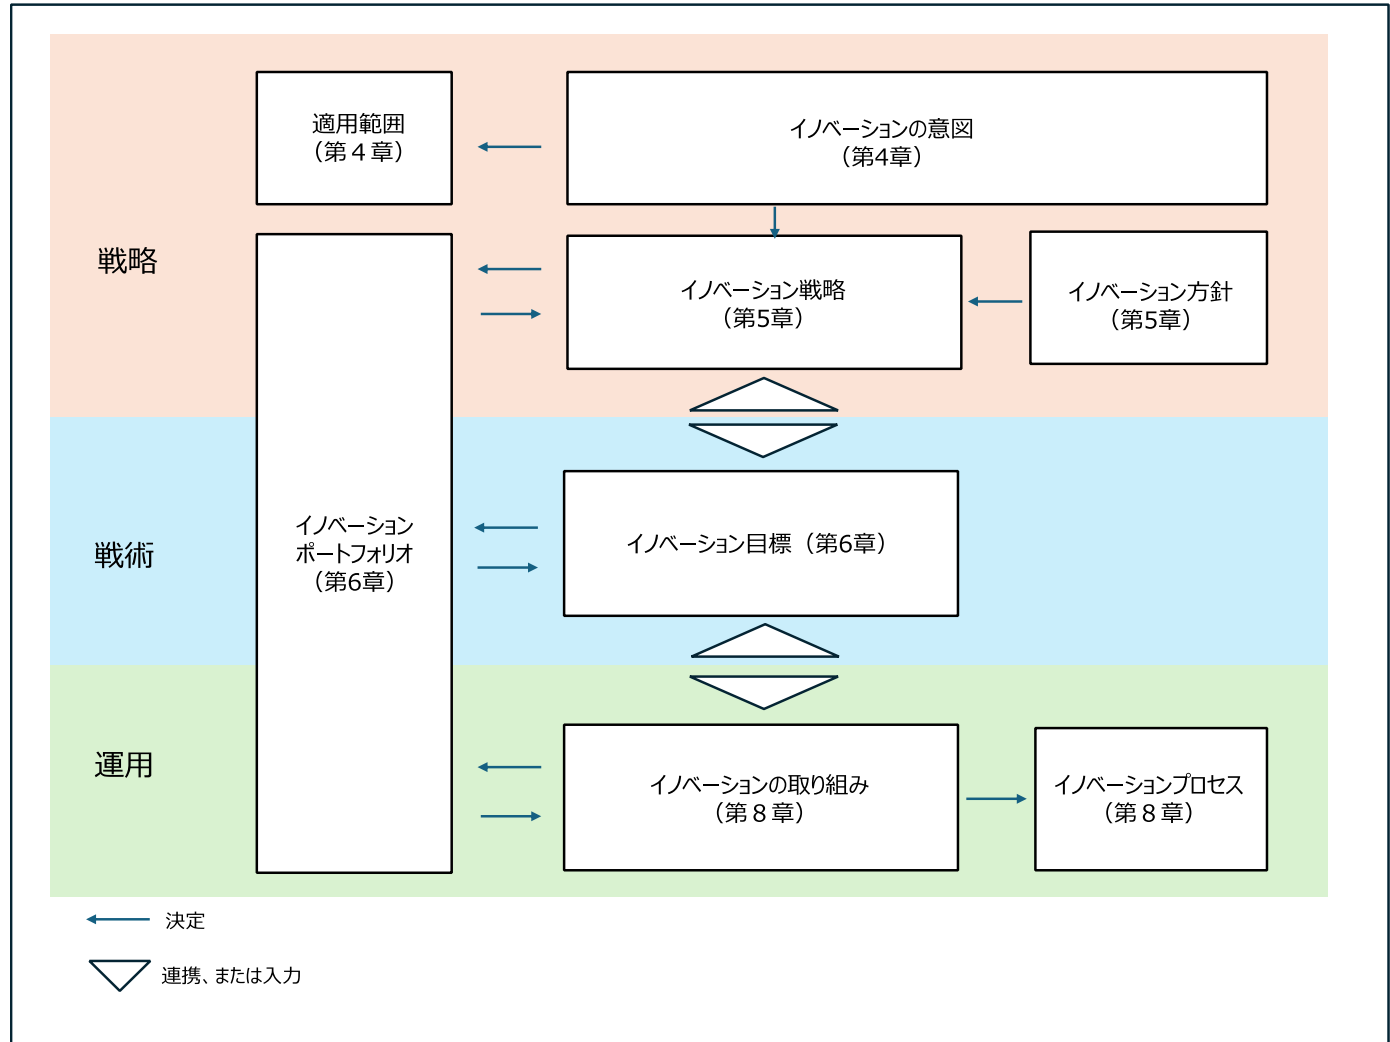 適用範囲
（第４章）
イノベーションの意図
（第4章）
戦略
イノベーション戦略
（第5章）
イノベーション方針
（第5章）
戦術
イノベーション
ポートフォリオ
（第6章）
イノベーション目標（第6章）
運用
イノベーションの取り組み
（第８章）
イノベーションプロセス
（第８章）
決定
連携、または入力